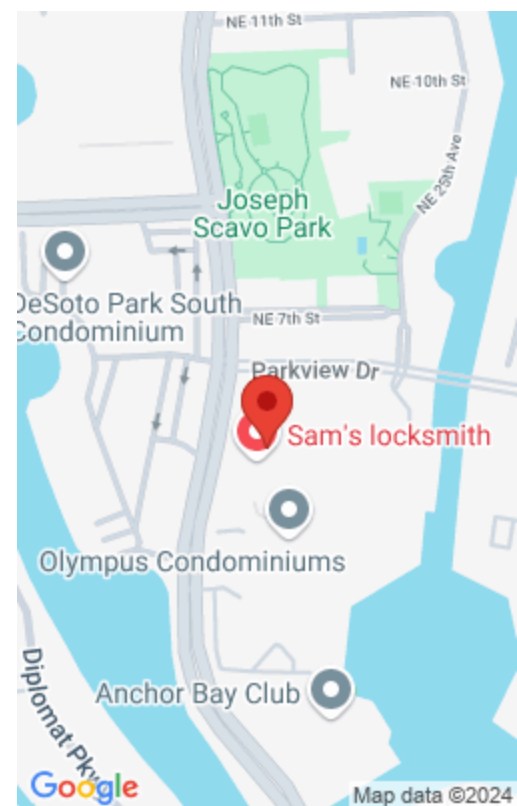 NE 11th St
NE 10th St
NE 25th Ave
Joseph
Scavo Park
DeSoto Park South
Condominium
NE 7th St
Parkview Dr
Sam's locksmith
Olympus Condominiums
Anchor Bay Club
Diplomat Pkwy
Google
Map data ©2024